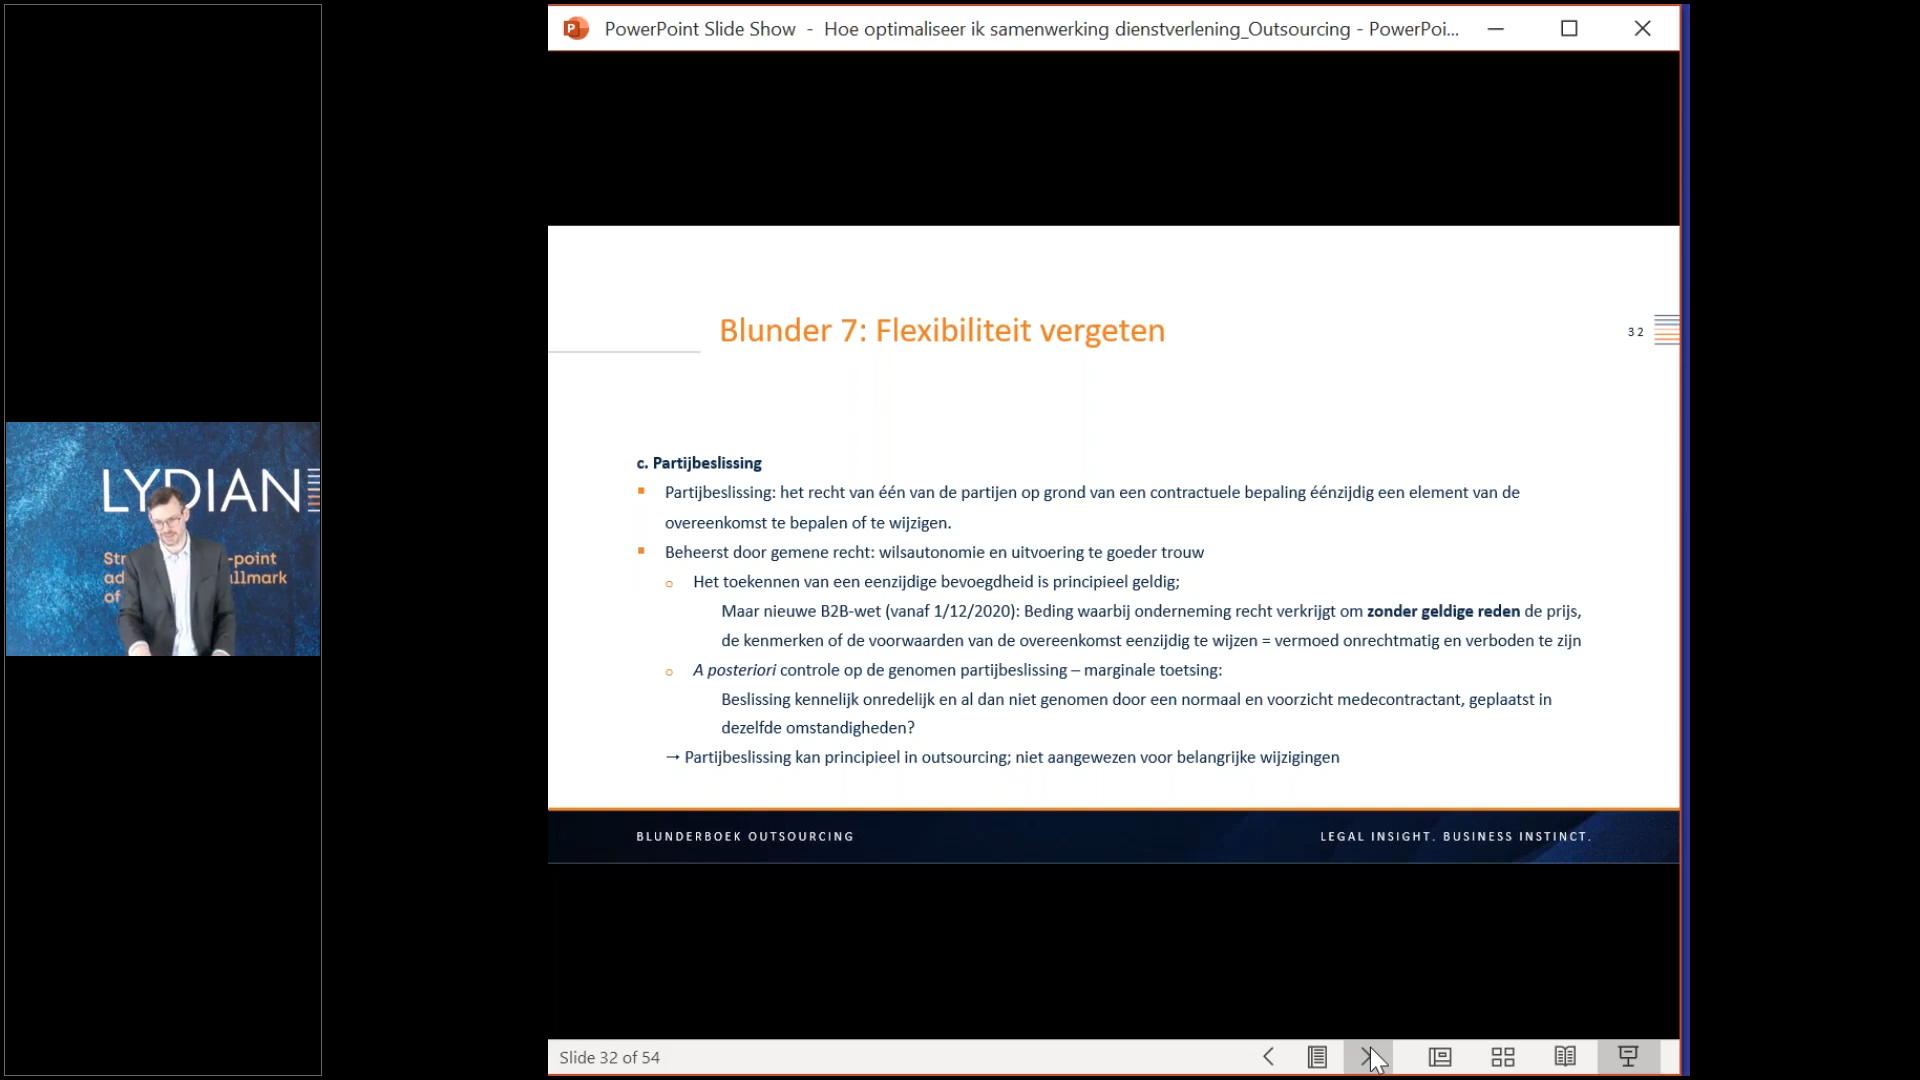 PowerPoint Slide Show - Hoe optimaliseer ik samenwerking dienstverlening_Outsourcing - PowerPoi...
Blunder 7: Flexibiliteit vergeten
32
c. Partijbeslissing
Partijbeslissing: het recht van één van de partijen op grond van een contractuele bepaling éénzijdig een element van de
overeenkomst te bepalen of te wijzigen.
Beheerst door gemene recht: wilsautonomie en uitvoering te goeder trouw
Het toekennen van een eenzijdige bevoegdheid is principieel geldig;
Maar nieuwe B2B-wet (vanaf 1/12/2020): Beding waarbij onderneming recht verkrijgt om zonder geldige reden de prijs,
de kenmerken of de voorwaarden van de overeenkomst eenzijdig te wijzen = vermoed onrechtmatig en verboden te zijn
A posteriori controle op de genomen partijbeslissing – marginale toetsing:
Beslissing kennelijk onredelijk en al dan niet genomen door een normaal en voorzicht medecontractant, geplaatst in
dezelfde omstandigheden?
→ Partijbeslissing kan principieel in outsourcing; niet aangewezen voor belangrijke wijzigingen
BLUNDERBOEK OUTSOURCING
LEGAL INSIGHT. BUSINESS INSTINCT.
Slide 32 of 54
LYDIAN
-point
of